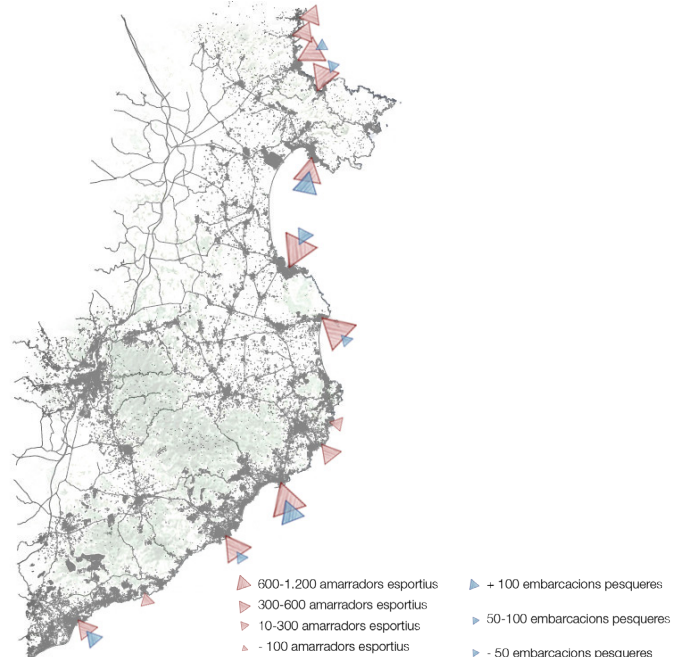 600-1.200 amarradors esportius
300-600 amarradors esportius
10-300 amarradors esportius
- 100 amarradors esportius
+ 100 embarcacions pesqueres
50-100 embarcacions pesqueres
- 50 embarcacions pesqueres